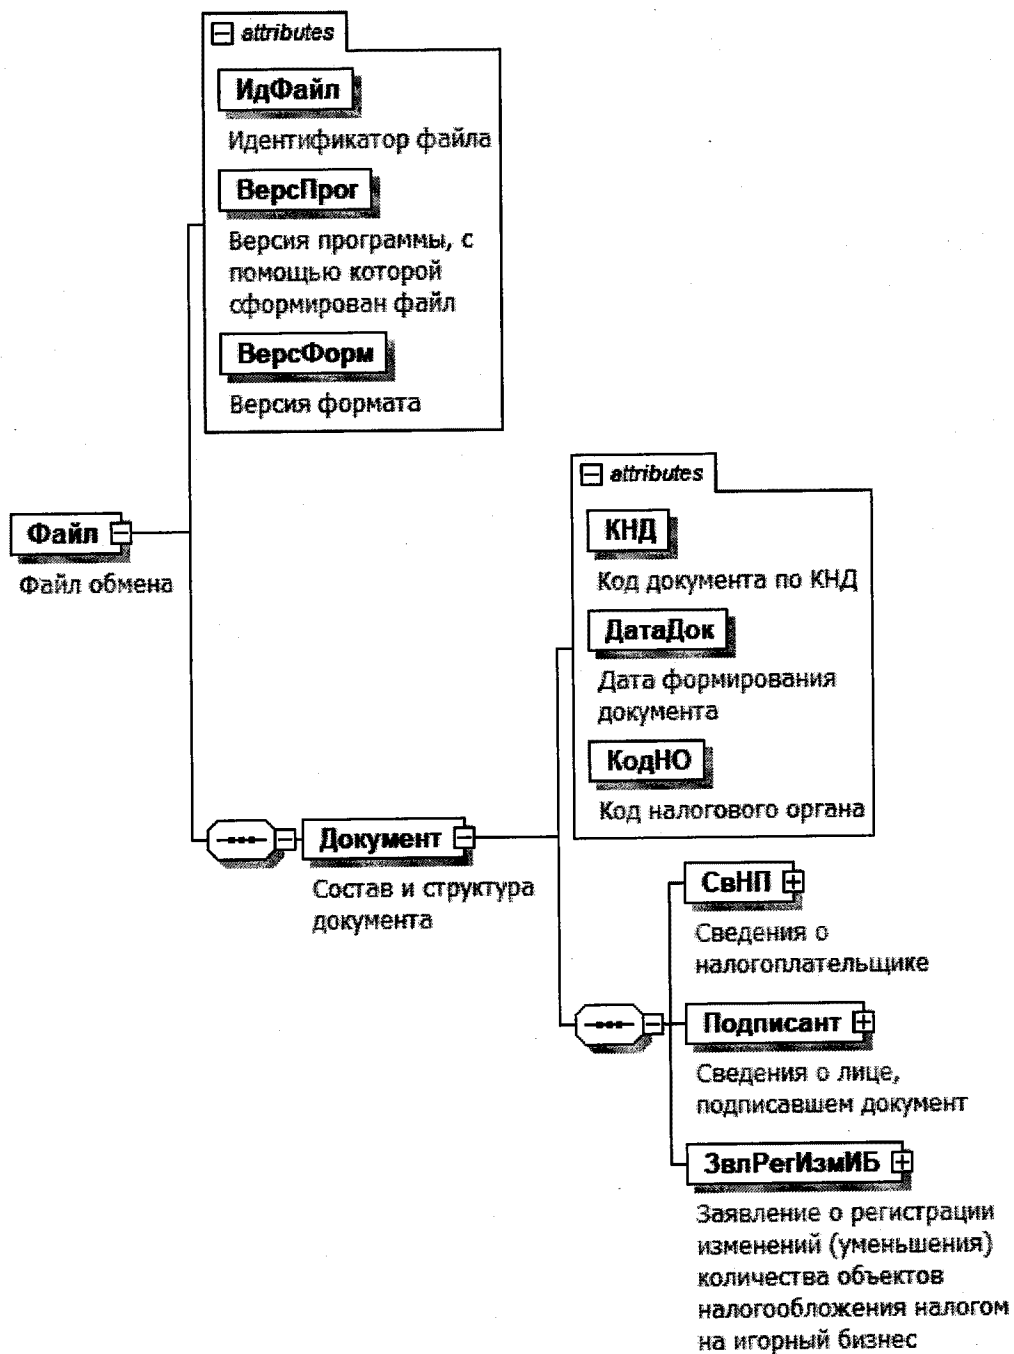 attributes
ИдФайл
Идентификатор файла
ВерсПрог
Версия программы, с
помощью которой
сформирован файл
ВерсФорм
Версия формата
Файл
Файл обмена
attributes
КНД
Код документа по КНД
ДатаДок
Дата формирования
документа
КодНО
Код налогового органа
Документ
Состав и структура
документа
СвНП
Сведения о
налогоплательщике
Подписант
Сведения о лице,
подписавшем документ
ЗвлРегИзмИБ
Заявление о регистрации
изменений (уменьшения)
количества объектов
налогообложения налогом
на игорный бизнес